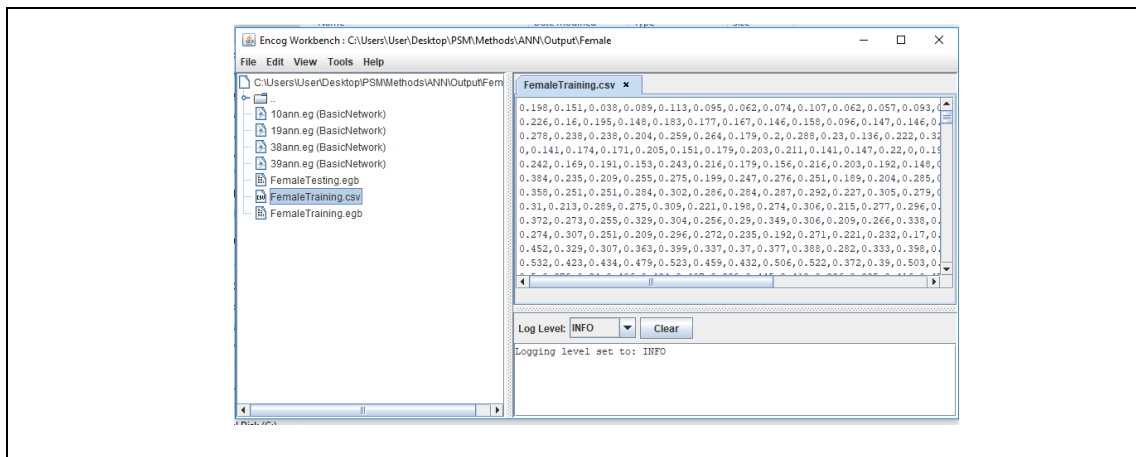 Encog Workbench : C:\Users\User\Desktop\PSM\Methods\ANN\Output\Female
File Edit View Tools Help
C:\Users\User\Desktop\PSM\Methods\ANN\Output\Fem
..
10ann.eg (BasicNetwork)
19ann.eg (BasicNetwork)
38ann.eg (BasicNetwork)
39ann.eg (BasicNetwork)
FemaleTesting.egb
FemaleTraining.csv
FemaleTraining.egb
FemaleTraining.csv
0.198,0.151,0.038,0.089,0.113,0.095,0.062,0.074,0.107,0.062,0.057,0.093,
0.226,0.16,0.195,0.148,0.183,0.177,0.167,0.146,0.158,0.096,0.147,0.146,
0.278,0.238,0.238,0.204,0.259,0.264,0.179,0.2,0.288,0.23,0.136,0.222,0.32
0,0.141,0.174,0.171,0.205,0.151,0.179,0.203,0.211,0.141,0.147,0.22,0,0.19
0.242,0.169,0.191,0.153,0.243,0.216,0.179,0.156,0.216,0.203,0.192,0.148,
0.384,0.235,0.209,0.255,0.275,0.199,0.247,0.276,0.251,0.189,0.204,0.285,
0.358,0.251,0.251,0.284,0.302,0.286,0.284,0.287,0.292,0.227,0.305,0.279,
0.31,0.213,0.289,0.275,0.309,0.221,0.198,0.274,0.306,0.215,0.277,0.296,
0.372,0.273,0.255,0.329,0.304,0.256,0.29,0.349,0.306,0.209,0.266,0.338,
0.274,0.307,0.251,0.209,0.296,0.272,0.235,0.192,0.271,0.221,0.232,0.17,
0.452,0.329,0.307,0.363,0.399,0.337,0.37,0.377,0.388,0.282,0.333,0.398,
0.532,0.423,0.434,0.479,0.523,0.459,0.432,0.506,0.522,0.372,0.39,0.503,
Log Level: INFO Clear
Logging level set to: INFO